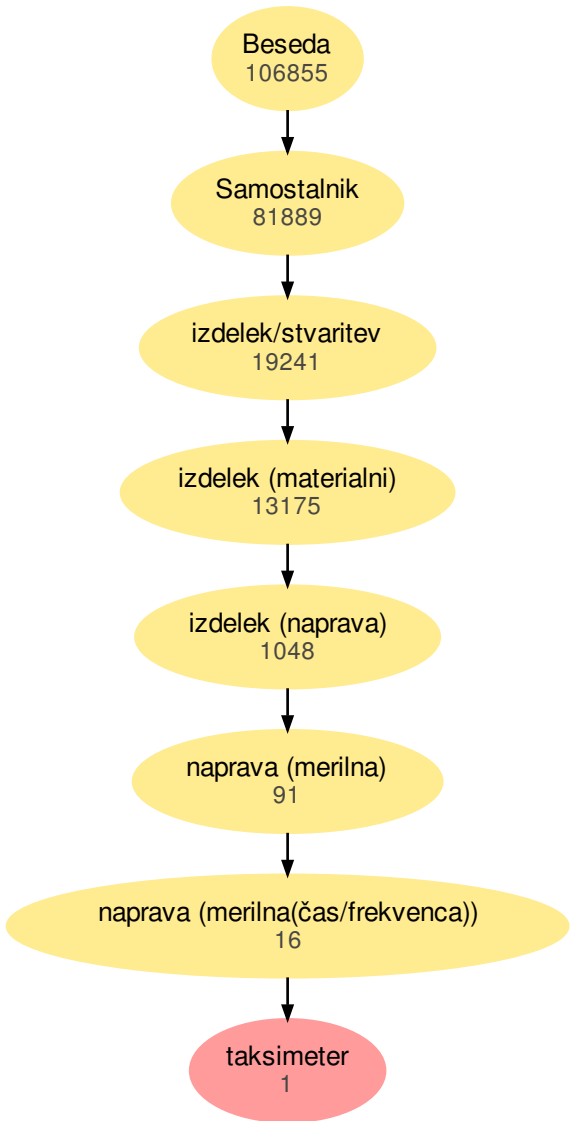 Beseda
106855
Samostalnik
81889
izdelek/stvaritev
19241
izdelek (materialni)
13175
izdelek (naprava)
1048
naprava (merilna)
91
naprava (merilna(čas/frekvenca))
16
taksimeter
1